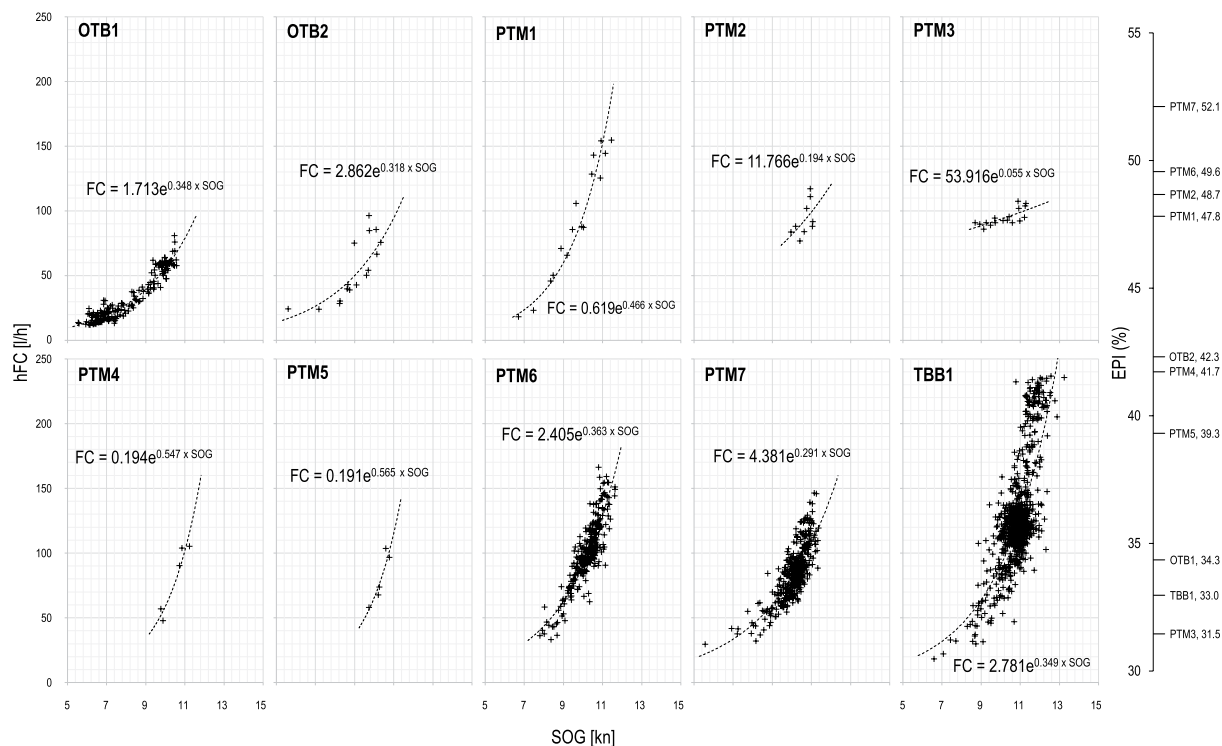 OTB1
OTB2
PTM1
PTM2
PTM3
250
200
150
100
50
0
FC = 1.713e^0.348 x SOG
FC = 2.862e^0.318 x SOG
FC = 0.619e^0.466 x SOG
FC = 11.766e^0.194 x SOG
FC = 53.916e^0.055 x SOG
hFC [l/h]
PTM4
PTM5
PTM6
PTM7
TBB1
250
200
150
100
50
0
FC = 0.194e^0.547 x SOG
FC = 0.191e^0.565 x SOG
FC = 2.405e^0.363 x SOG
FC = 4.381e^0.291 x SOG
FC = 2.781e^0.349 x SOG
5 7 9 11 13 15
5 7 9 11 13 15
5 7 9 11 13 15
5 7 9 11 13 15
5 7 9 11 13 15
SOG [kn]
EPI (%)
55
50
45
40
35
30
PTM7, 52.1
PTM6, 49.6
PTM2, 48.7
PTM1, 47.8
OTB2, 42.3
PTM4, 41.7
PTM5, 39.3
OTB1, 34.3
TBB1, 33.0
PTM3, 31.5